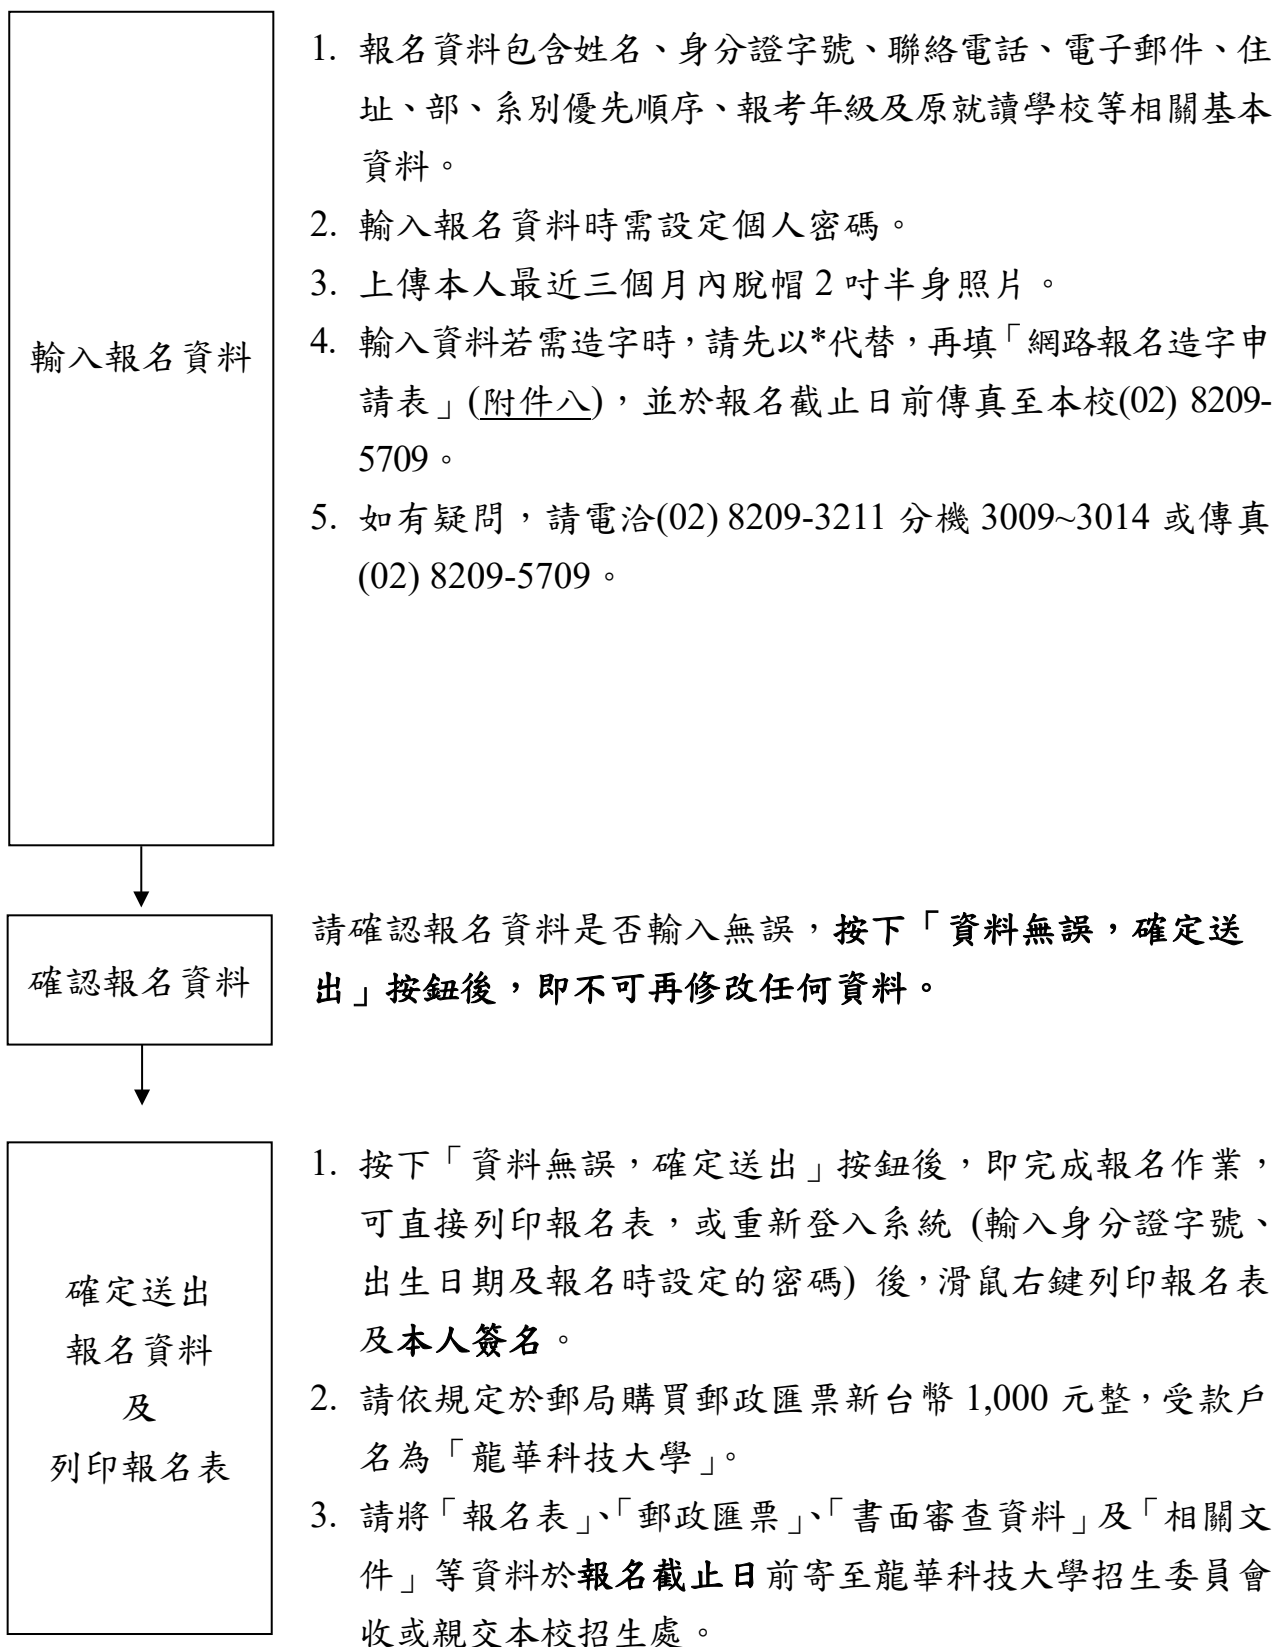 輸入報名資料
1. 報名資料包含姓名、身分證字號、聯絡電話、電子郵件、住
址、部、系別優先順序、報考年級及原就讀學校等相關基本
資料。
2. 輸入報名資料時需設定個人密碼。
3. 上傳本人最近三個月內脫帽 2 吋半身照片。
4. 輸入資料若需造字時，請先以*代替，再填「網路報名造字申
請表」(附件八)，並於報名截止日前傳真至本校(02) 8209-
5709。
5. 如有疑問，請電洽(02) 8209-3211 分機 3009~3014 或傳真
(02) 8209-5709。
確認報名資料
請確認報名資料是否輸入無誤，按下「資料無誤，確定送
出」按鈕後，即不可再修改任何資料。
確定送出
報名資料
及
列印報名表
1. 按下「資料無誤，確定送出」按鈕後，即完成報名作業，
可直接列印報名表，或重新登入系統 (輸入身分證字號、
出生日期及報名時設定的密碼) 後，滑鼠右鍵列印報名表
及本人簽名。
2. 請依規定於郵局購買郵政匯票新台幣 1,000 元整，受款戶
名為「龍華科技大學」。
3. 請將「報名表」、「郵政匯票」、「書面審查資料」及「相關文
件」等資料於報名截止日前寄至龍華科技大學招生委員會
收或親交本校招生處。